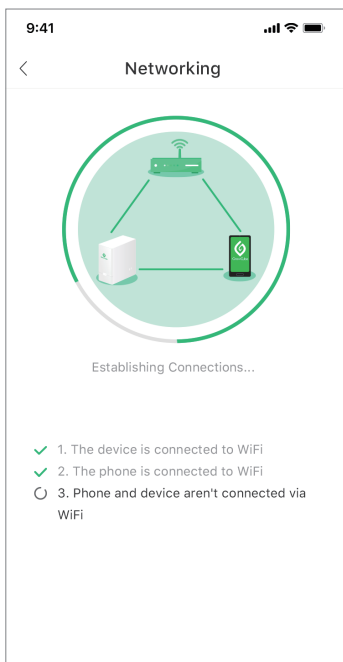 9:41
Networking
Establishing Connections...
1. The device is connected to WiFi
2. The phone is connected to WiFi
3. Phone and device aren't connected via
WiFi